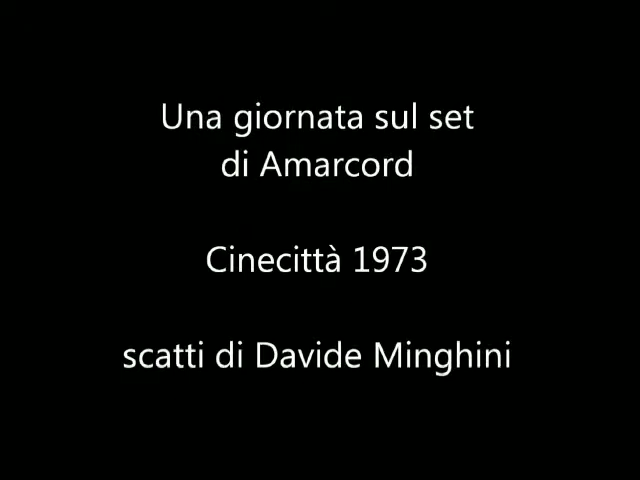 Una giornata sul set
di Amarcord
Cinecittà 1973
scatti di Davide Minghini